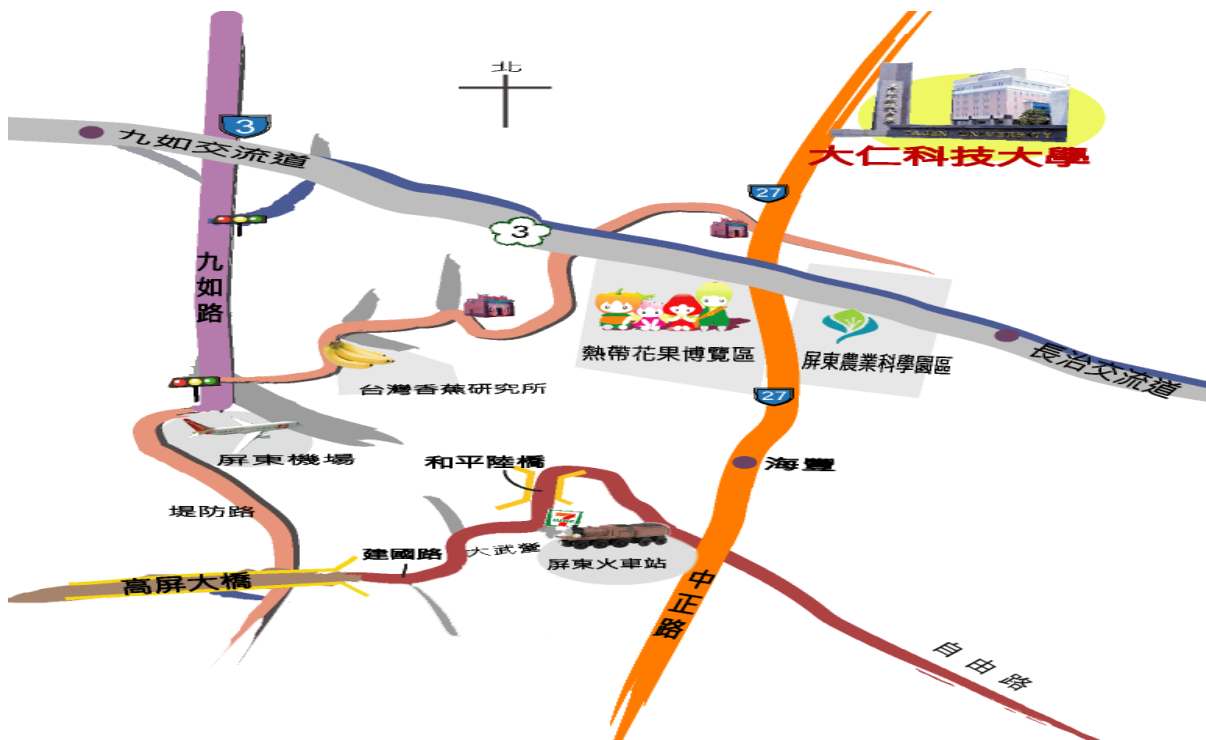 北
TAJEN UNIVERSITY
大仁科技大學
3
九如交流道
27
3
九如路
熱帶花果博覽區
屏東農業科學園區
長治交流道
台灣香蕉研究所
27
屏東機場
和平陸橋
海豐
堤防路
7
大武營
建國路
屏東火車站
高屏大橋
中正路
自由路